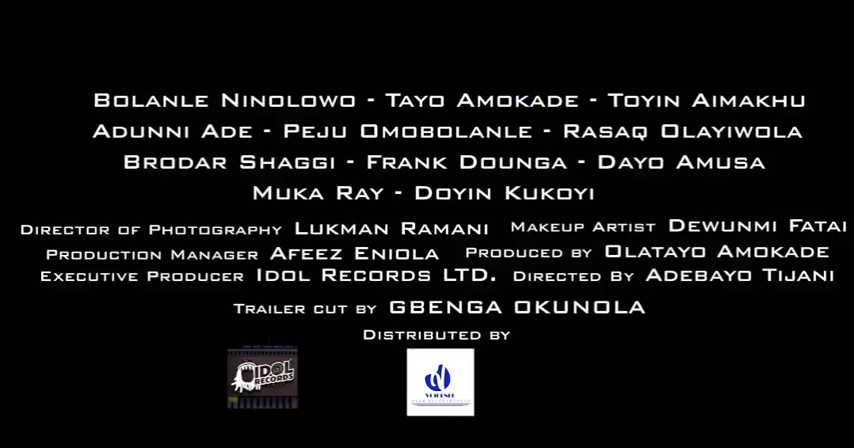 BOLANLE NINOLOWO - TAYO AMOKADE - TOYIN AIMAKHU
ADUNNI ADE - PEJU OMOBOLANLE - RASAQ OLAYIWOLA
BRODAR SHAGGI - FRANK DOUNGA - DAYO AMUSA
MUKA RAY - DOYIN KUKOYI
DIRECTOR OF PHOTOGRAPHY LUKMAN RAMANI MAKEUP ARTIST DEWUNMI FATAI
PRODUCTION MANAGER AFEEZ ENIOLA PRODUCED BY OLATAYO AMOKADE
EXECUTIVE PRODUCER IDOL RECORDS LTD. DIRECTED BY ADEBAYO TIJANI
TRAILER CUT BY GBENGA OKUNOLA
DISTRIBUTED BY
IDOL
RECORDS